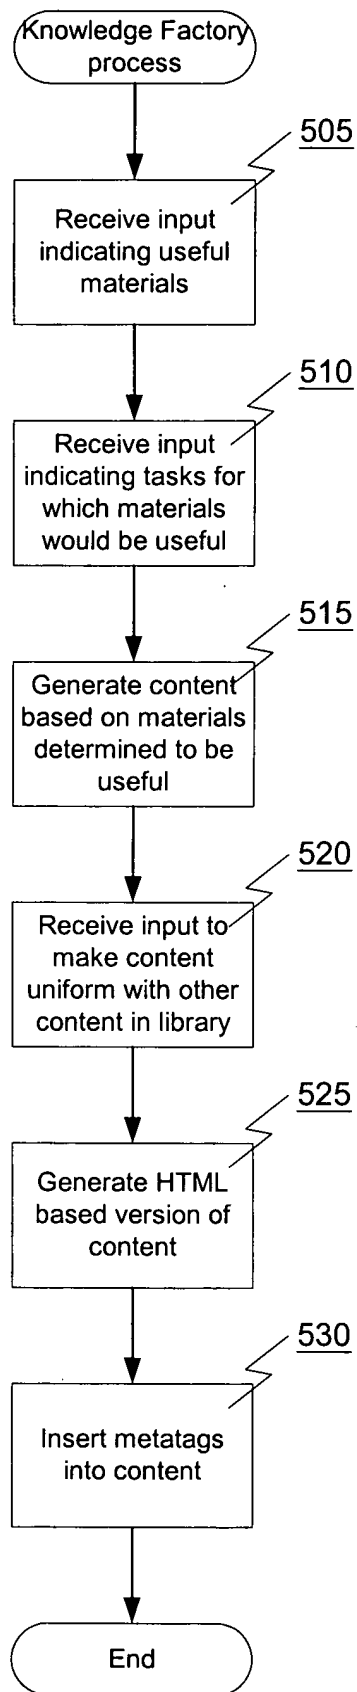 Knowledge Factory
process
505
Receive input
indicating useful
materials
510
Receive input
indicating tasks for
which materials
would be useful
515
Generate content
based on materials
determined to be
useful
520
Receive input to
make content
uniform with other
content in library
525
Generate HTML
based version of
content
530
Insert metatags
into content
End